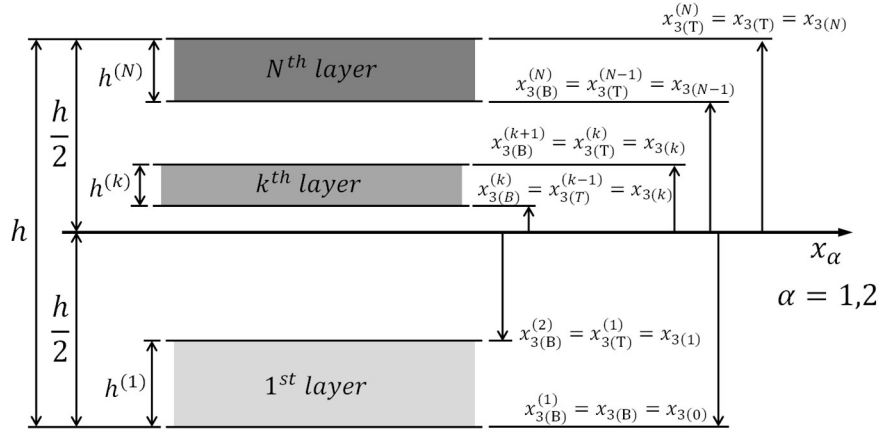 x_{3(T)}^{(N)} = x_{3(T)} = x_{3(N)}
h^{(N)}
N^{th} layer
x_{3(B)}^{(N)} = x_{3(T)}^{(N-1)} = x_{3(N-1)}
\frac{h}{2}
x_{3(B)}^{(k+1)} = x_{3(T)}^{(k)} = x_{3(k)}
h^{(k)}
k^{th} layer
x_{3(B)}^{(k)} = x_{3(T)}^{(k-1)} = x_{3(k)}
h
x_α
α = 1,2
\frac{h}{2}
x_{3(B)}^{(2)} = x_{3(T)}^{(1)} = x_{3(1)}
h^{(1)}
1^{st} layer
x_{3(B)}^{(1)} = x_{3(B)} = x_{3(0)}